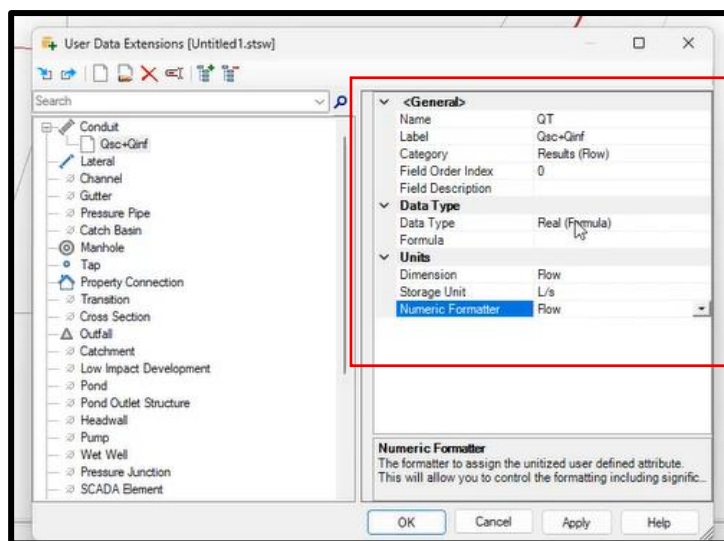 User Data Extensions [Untitled1.stsw]
Search
Conduit
Qsc+Qinf
Lateral
Channel
Gutter
Pressure Pipe
Catch Basin
Manhole
Tap
Property Connection
Transition
Cross Section
Outfall
Catchment
Low Impact Development
Pond
Pond Outlet Structure
Headwall
Pump
Wet Well
Pressure Junction
SCADA Element
<General>
Name QT
Label Qsc+Qinf
Category Results (Flow)
Field Order Index 0
Field Description
Data Type
Data Type Real (Formula)
Formula
Units
Dimension Flow
Storage Unit L/s
Numeric Formatter Flow
Numeric Formatter
The formatter to assign the unitized user defined attribute.
This will allow you to control the formatting including signific...
OK Cancel Apply Help